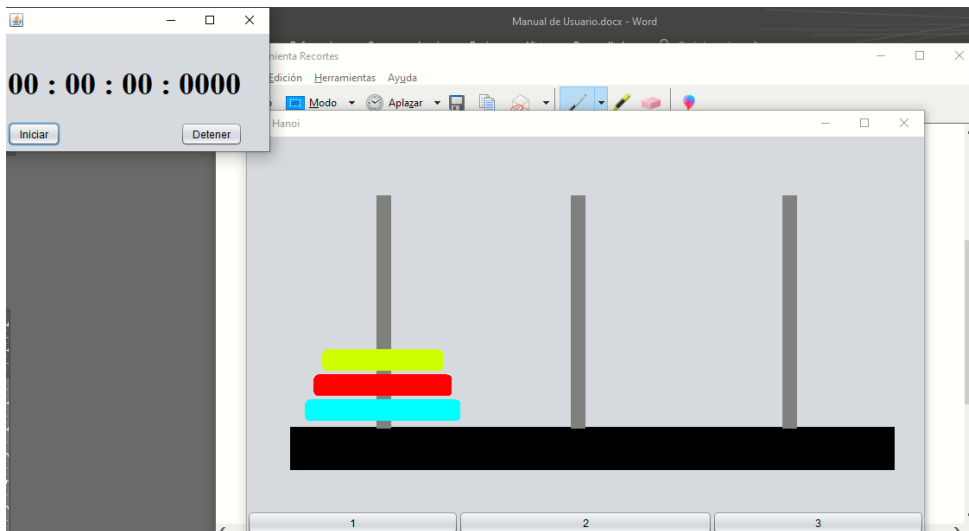 Manual de Usuario.docx - Word
mienta Recortes
Edición Herramientas Ayuda
Modo Aplazar
00 : 00 : 00 : 0000
Iniciar Detener
Hanoi
1 2 3